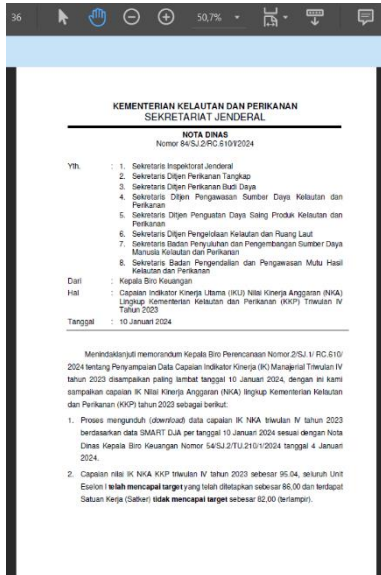 36
50,7%
KEMENTERIAN KELAUTAN DAN PERIKANAN
SEKRETARIAT JENDERAL
NOTA DINAS
Nomor 84/SJ.2/RC.610/I/2024
Yth. : 1. Sekretaris Inspektorat Jenderal
2. Sekretaris Ditjen Perikanan Tangkap
3. Sekretaris Ditjen Perikanan Budi Daya
4. Sekretaris Ditjen Pengawasan Sumber Daya Kelautan dan
Perikanan
5. Sekretaris Ditjen Penguatan Daya Saing Produk Kelautan dan
Perikanan
6. Sekretaris Ditjen Pengelolaan Kelautan dan Ruang Laut
7. Sekretaris Badan Penyuluhan dan Pengembangan Sumber Daya
Manusia Kelautan dan Perikanan
8. Sekretaris Badan Pengendalian dan Pengawasan Mutu Hasil
Kelautan dan Perikanan
Dari : Kepala Biro Keuangan
Hal : Capaian Indikator Kinerja Utama (IKU) Nilai Kinerja Anggaran (NKA)
Lingkup Kementerian Kelautan dan Perikanan (KKP) Triwulan IV
Tahun 2023
Tanggal : 10 Januari 2024
Menindaklanjuti memorandum Kepala Biro Perencanaan Nomor.2/SJ.1/ RC.610/
2024 tentang Penyampaian Data Capaian Indikator Kinerja (IK) Manajerial Triwulan IV
tahun 2023 disampaikan paling lambat tanggal 10 Januari 2024, dengan ini kami
sampaikan capaian IK Nilai Kinerja Anggaran (NKA) lingkup Kementerian Kelautan
dan Perikanan (KKP) tahun 2023 sebagai berikut:
1. Proses mengunduh (download) data capaian IK NKA triwulan IV tahun 2023
berdasarkan data SMART DJA per tanggal 10 Januari 2024 sesuai dengan Nota
Dinas Kepala Biro Keuangan Nomor 54/SJ.2/TU.210/1/2024 tanggal 4 Januari
2024.
2. Capaian nilai IK NKA KKP triwulan IV tahun 2023 sebesar 95.04, seluruh Unit
Eselon I telah mencapai target yang telah ditetapkan sebesar 86,00 dan terdapat
Satuan Kerja (Satker) tidak mencapai target sebesar 82,00 (terlampir).